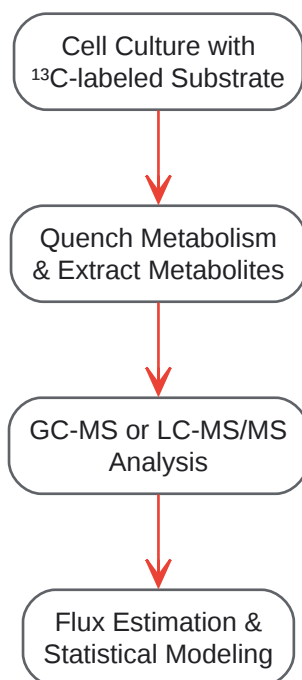 Cell Culture with
¹³C-labeled Substrate
Quench Metabolism
& Extract Metabolites
GC-MS or LC-MS/MS
Analysis
Flux Estimation &
Statistical Modeling